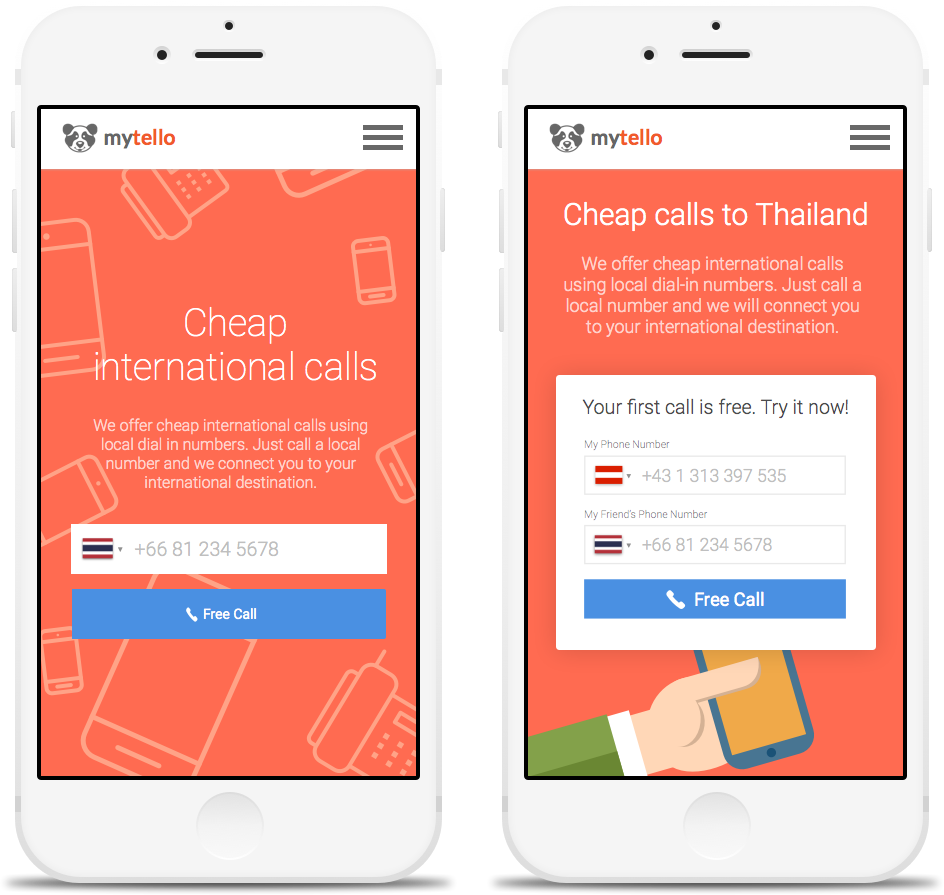 mytello
Cheap
international calls
We offer cheap international calls using
local dial in numbers. Just call a local
number and we connect you to your
international destination.
+66 81 234 5678
Free Call
mytello
Cheap calls to Thailand
We offer cheap international calls
using local dial-in numbers. Just call a
local number and we will connect you
to your international destination.
Your first call is free. Try it now!
My Phone Number
+43 1 313 397 535
My Friend's Phone Number
+66 81 234 5678
Free Call